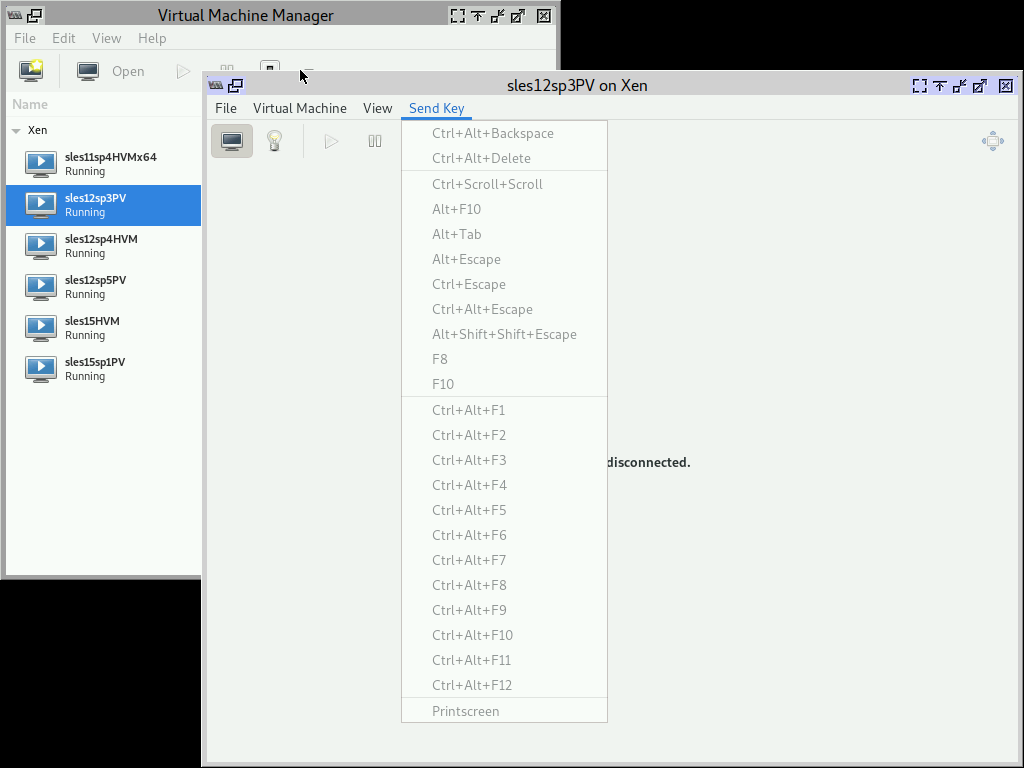 Virtual Machine Manager
File Edit View Help
Open
Name
Xen
sles11sp4HVMx64
Running
sles12sp3PV
Running
sles12sp4HVM
Running
sles12sp5PV
Running
sles15HVM
Running
sles15sp1PV
Running
sles12sp3PV on Xen
File Virtual Machine View Send Key
Ctrl+Alt+Backspace
Ctrl+Alt+Delete
Ctrl+Scroll+Scroll
Alt+F10
Alt+Tab
Alt+Escape
Ctrl+Escape
Ctrl+Alt+Escape
Alt+Shift+Shift+Escape
F8
F10
Ctrl+Alt+F1
Ctrl+Alt+F2
Ctrl+Alt+F3
Ctrl+Alt+F4
Ctrl+Alt+F5
Ctrl+Alt+F6
Ctrl+Alt+F7
Ctrl+Alt+F8
Ctrl+Alt+F9
Ctrl+Alt+F10
Ctrl+Alt+F11
Ctrl+Alt+F12
Printscreen
disconnected.